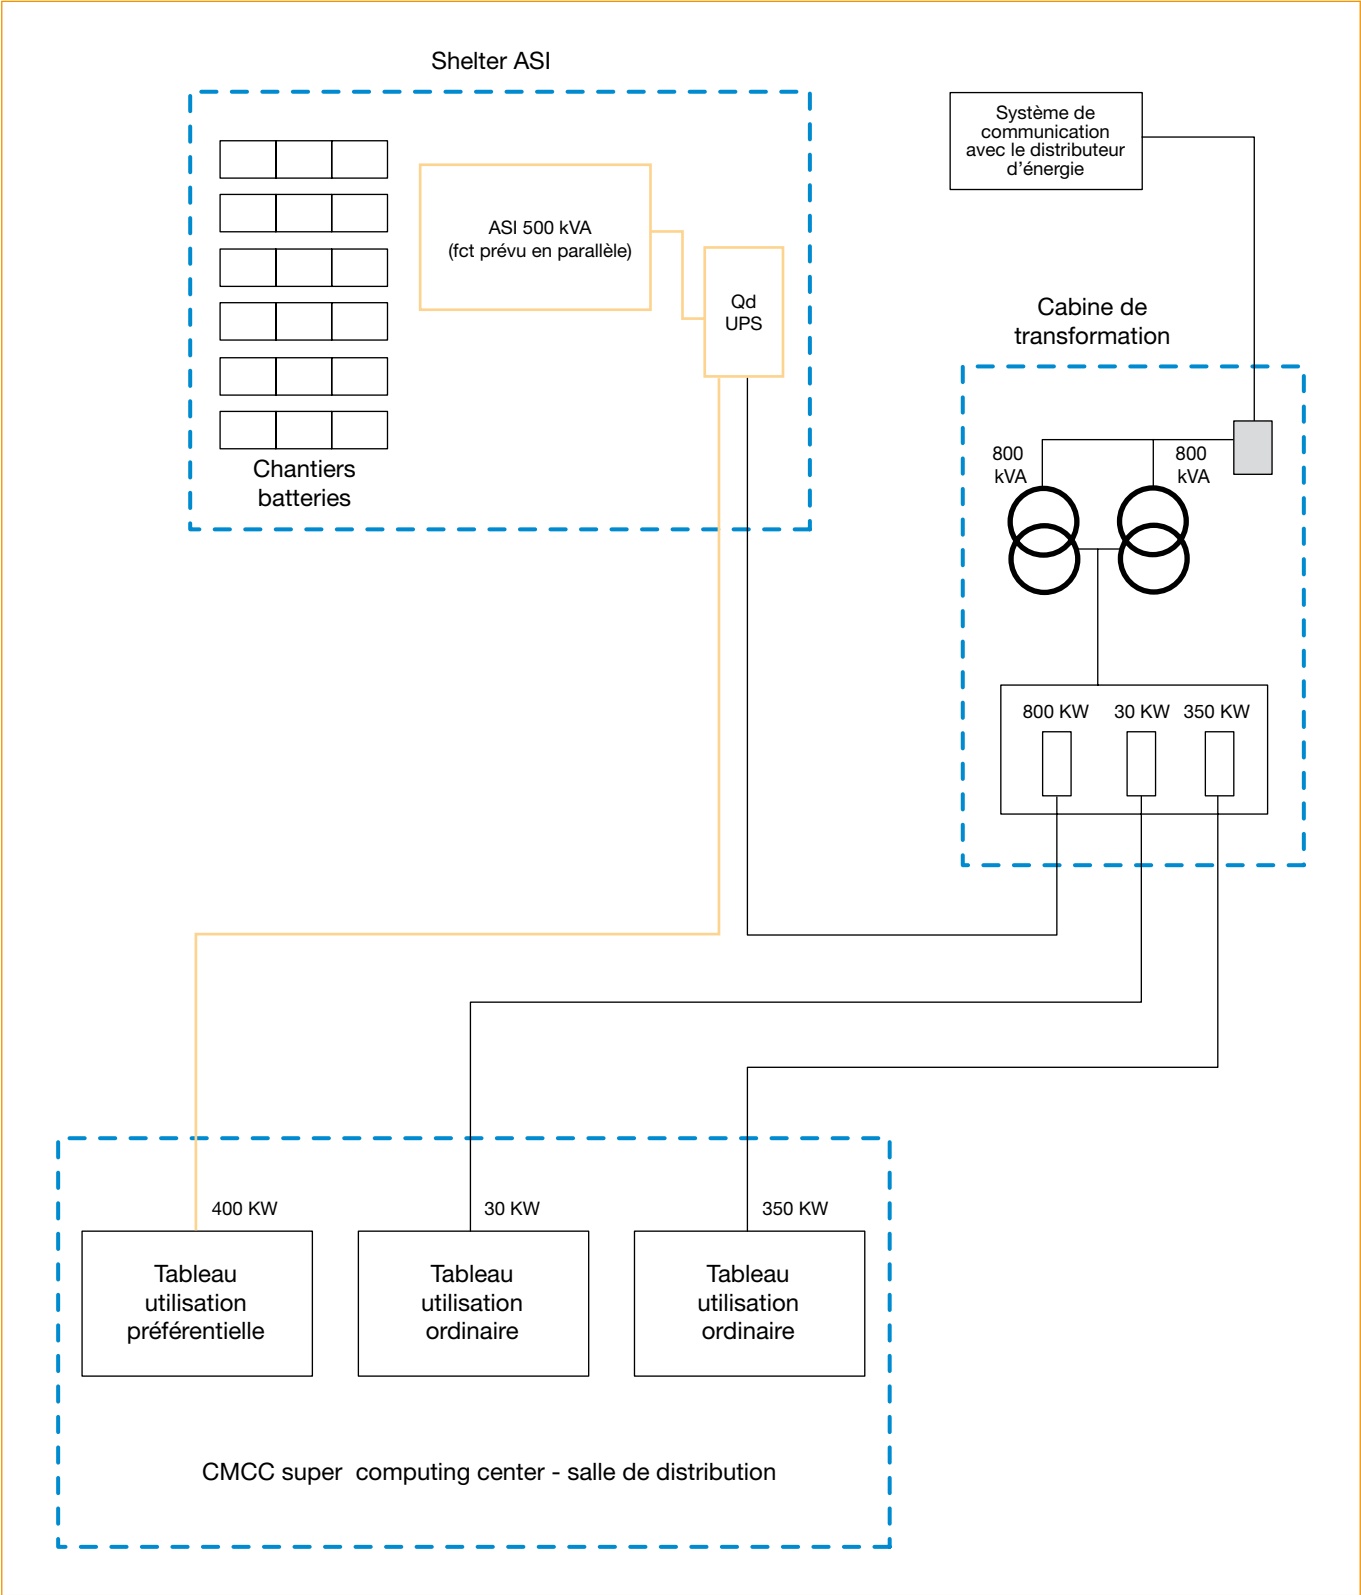 Shelter ASI
Système de
communication
avec le distributeur
d'énergie
ASI 500 kVA
(fct prévu en parallèle)
Qd
UPS
Chantiers
batteries
Cabine de
transformation
800
kVA
800
kVA
800 KW
30 KW
350 KW
400 KW
30 KW
350 KW
Tableau
utilisation
préférentielle
Tableau
utilisation
ordinaire
Tableau
utilisation
ordinaire
CMCC super computing center - salle de distribution